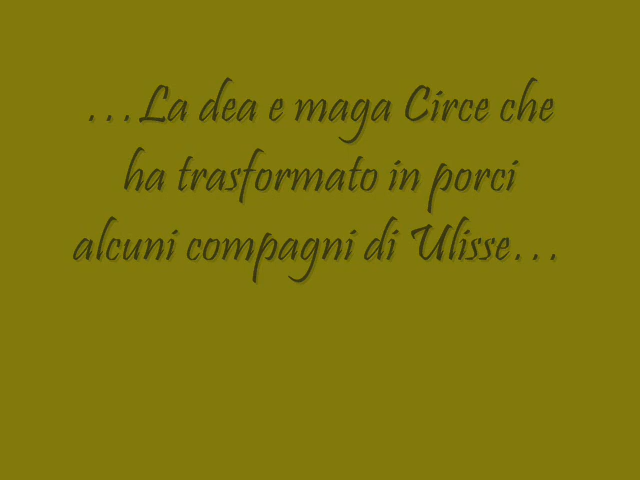 ...La dea e maga Circe che
ha trasformato in porci
alcuni compagni di Ulisse...